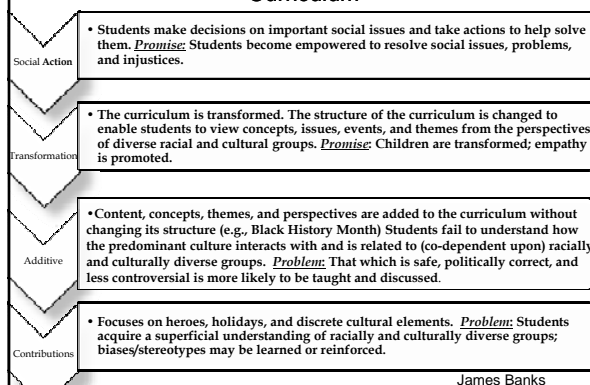 • Students make decisions on important social issues and take actions to help solve
them. Promise: Students become empowered to resolve social issues, problems,
and injustices.
Social Action
• The curriculum is transformed. The structure of the curriculum is changed to
enable students to view concepts, issues, events, and themes from the perspectives
of diverse racial and cultural groups. Promise: Children are transformed; empathy
is promoted.
Transformation
•Content, concepts, themes, and perspectives are added to the curriculum without
changing its structure (e.g., Black History Month) Students fail to understand how
the predominant culture interacts with and is related to (co-dependent upon) racially
and culturally diverse groups. Problem: That which is safe, politically correct, and
less controversial is more likely to be taught and discussed.
Additive
• Focuses on heroes, holidays, and discrete cultural elements. Problem: Students
acquire a superficial understanding of racially and culturally diverse groups;
biases/stereotypes may be learned or reinforced.
Contributions
James Banks